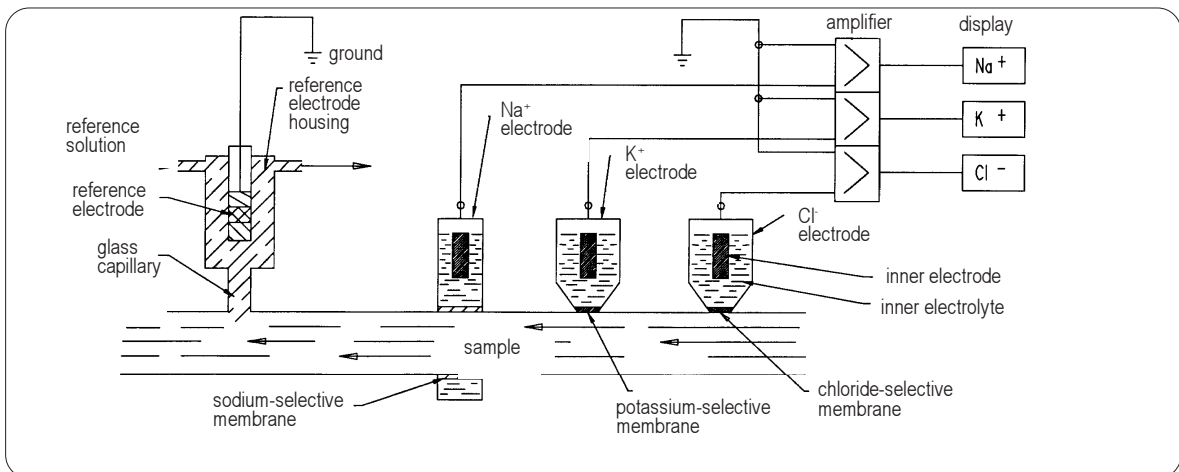 amplifier
display
ground
reference
electrode
housing
reference
solution
reference
electrode
glass
capillary
Na+
electrode
K+
electrode
Cl-
electrode
Na +
K +
Cl -
inner electrode
inner electrolyte
sample
sodium-selective
membrane
potassium-selective
membrane
chloride-selective
membrane